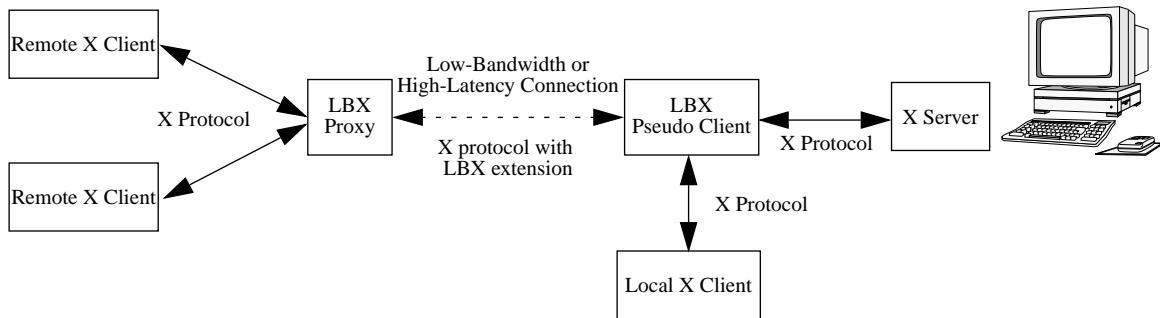 Remote X Client
X Protocol
Remote X Client
LBX
Proxy
Low-Bandwidth or
High-Latency Connection
X protocol with
LBX extension
LBX
Pseudo Client
X Protocol
X Server
X Protocol
Local X Client